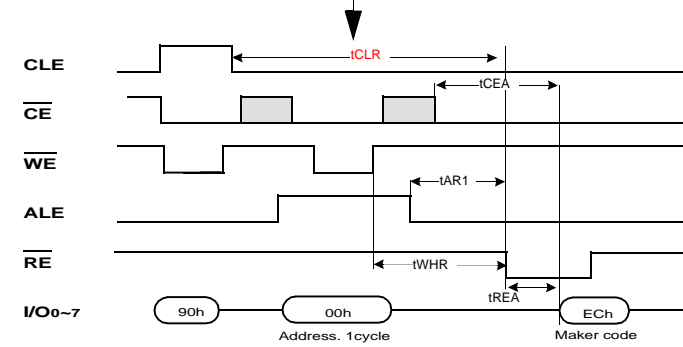 CLE
tCLR
CE
tCEA
WE
ALE
tAR1
RE
tWHR
tREA
I/O0~7
90h
00h
ECh
Address. 1cycle
Maker code